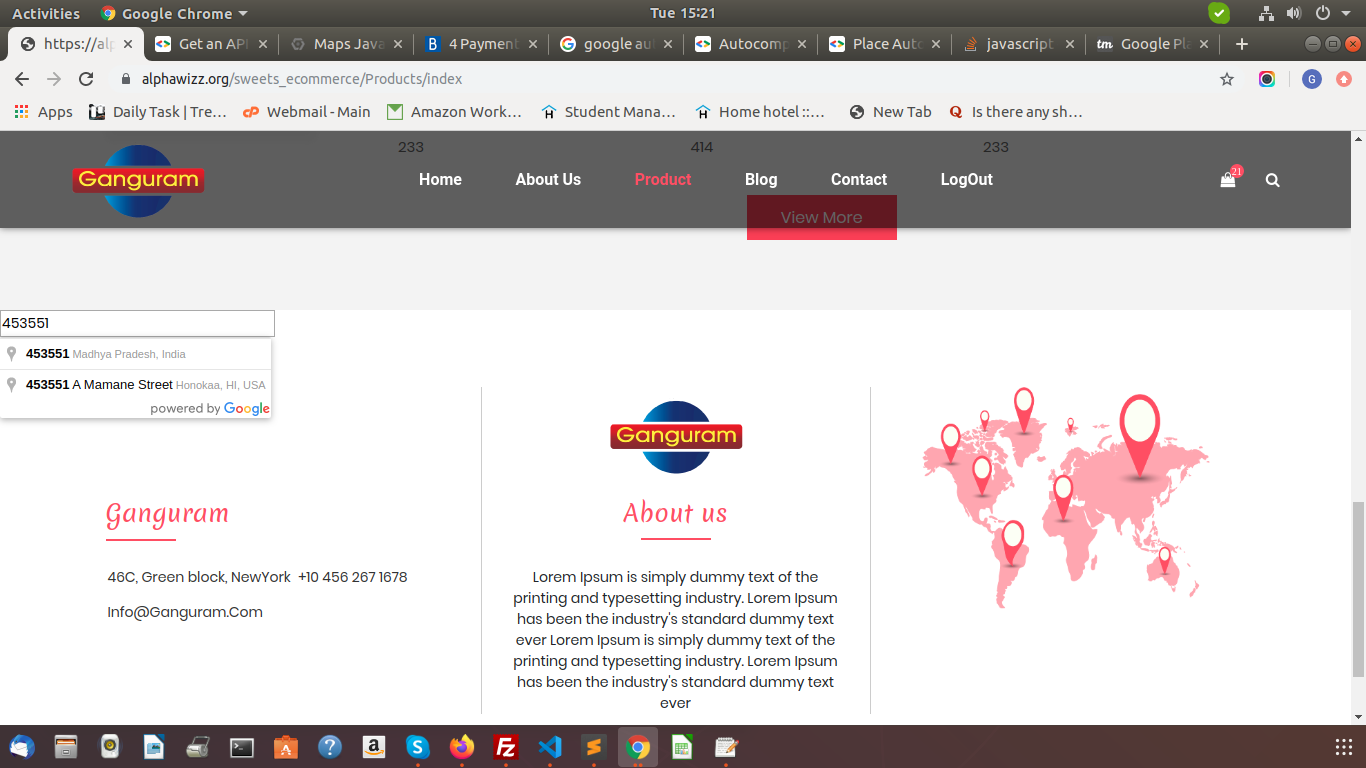 Activities Google Chrome Tue 15:21
https://alp Get an API Maps Java 4 Payment google au Autocomp Place Auto javascript Google Pla
alphawizz.org/sweets_ecommerce/Products/index G
Apps Daily Task | Tre… Webmail - Main Amazon Work… Student Mana… Home hotel ::… New Tab Is there any sh…
233 414 233
Ganguram Home About Us Product Blog Contact LogOut 21
View More
453551
453551 Madhya Pradesh, India
453551 A Mamane Street Honokaa, HI, USA
powered by Google
Ganguram
Ganguram
About us
46C, Green block, NewYork +10 456 267 1678
Info@Ganguram.Com
Lorem Ipsum is simply dummy text of the
printing and typesetting industry. Lorem Ipsum
has been the industry's standard dummy text
ever Lorem Ipsum is simply dummy text of the
printing and typesetting industry. Lorem Ipsum
has been the industry's standard dummy text
ever